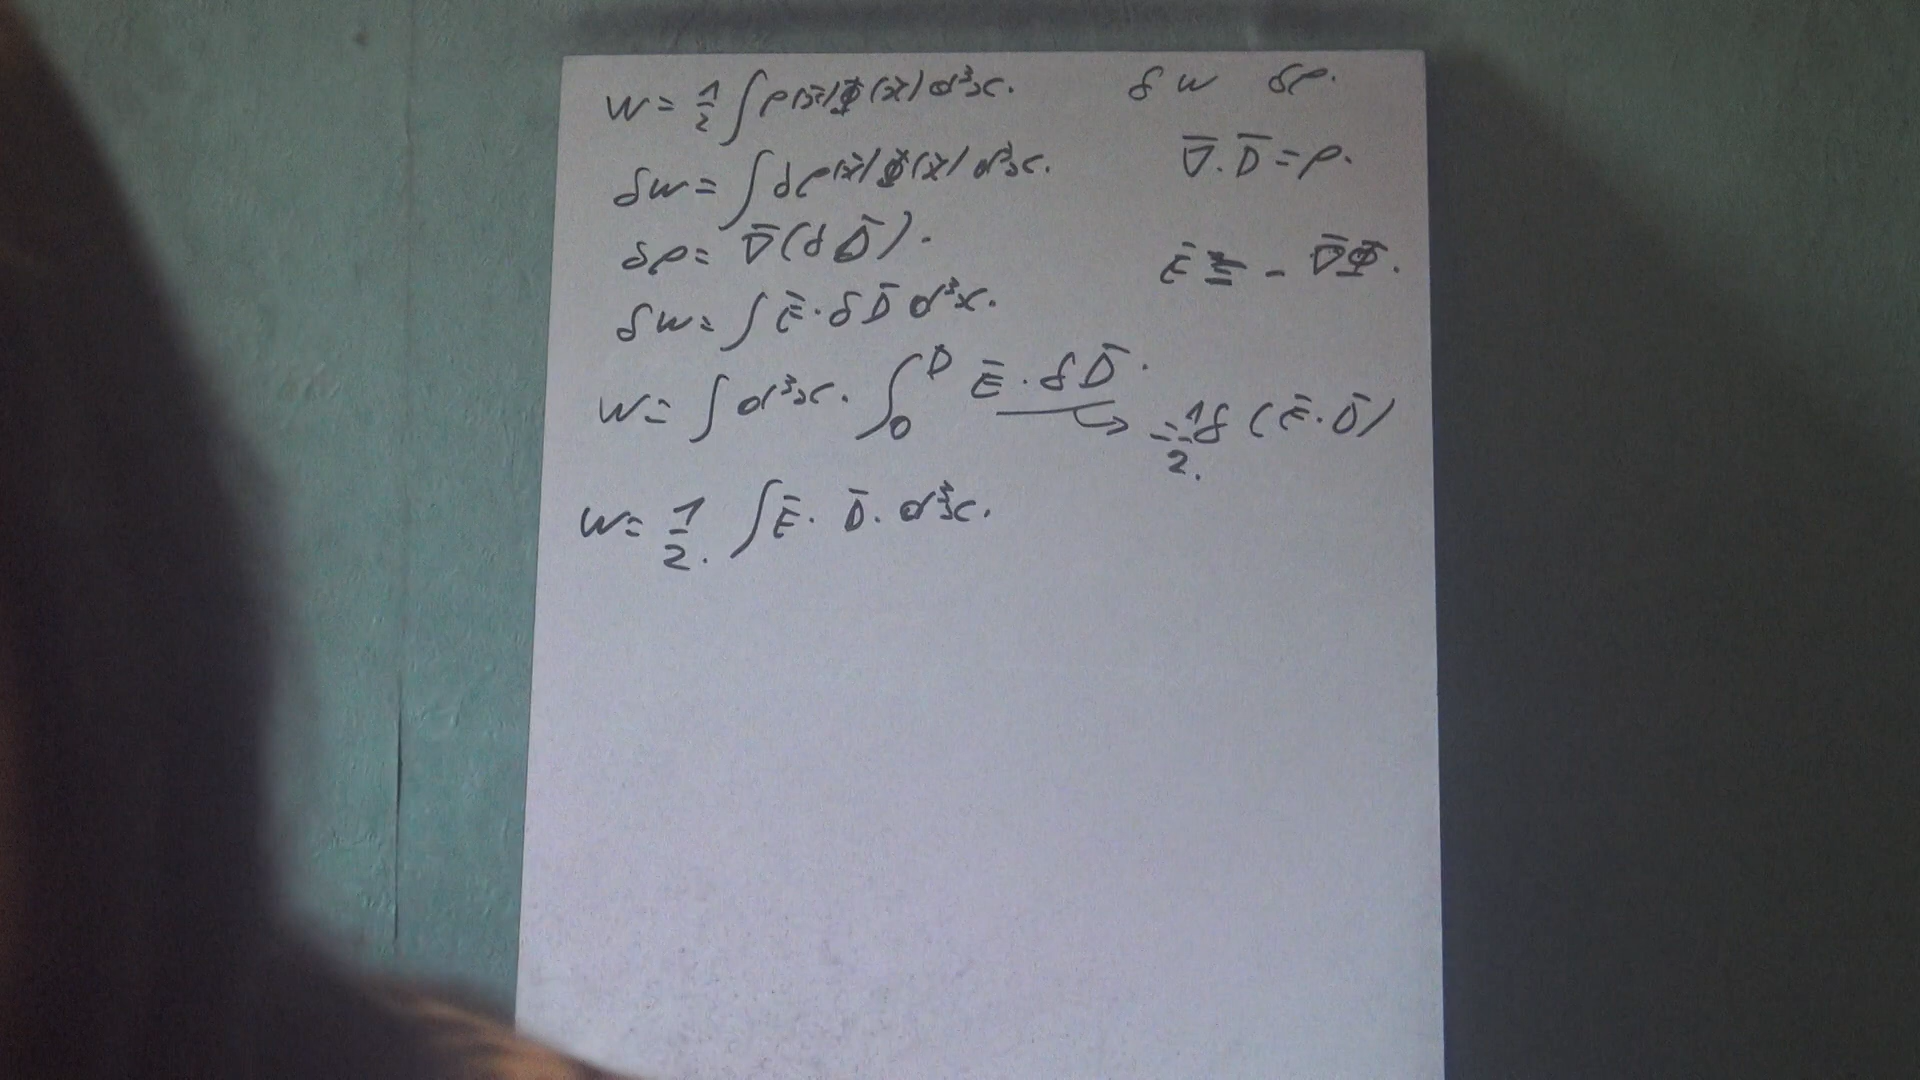 W = 1/2 ∫ρ(x⃗)Φ(x⃗)d³x. δW δρ.
δW = ∫δρ(x⃗)Φ(x⃗)d³x. ∇̄.D̄ = ρ.
δρ = ∇̄(δD̄). Ē = - ∇̄Φ.
δW = ∫Ē·δD̄ d³x.
W = ∫d³x. ∫₀ᴰ Ē·δD̄.
↳ = 1/2. δ(Ē.D̄)
W = 1/2. ∫Ē. D̄. d³x.